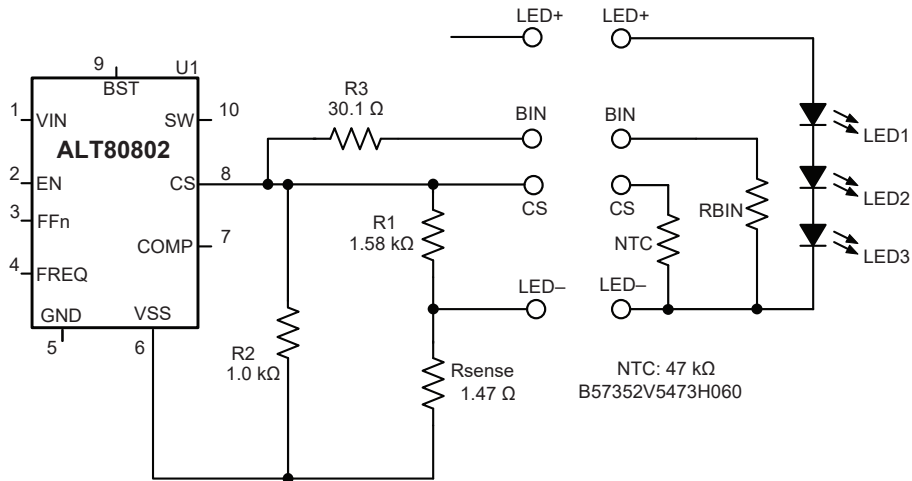 LED+
LED+
9
U1
BST
1
VIN
SW
10
ALT80802
R3
30.1 Ω
BIN
BIN
LED1
2
EN
CS
8
CS
CS
LED2
3
FFn
R1
1.58 kΩ
NTC
RBIN
COMP
7
LED3
4
FREQ
GND
VSS
LED–
LED–
5
6
R2
1.0 kΩ
Rsense
1.47 Ω
NTC: 47 kΩ
B57352V5473H060